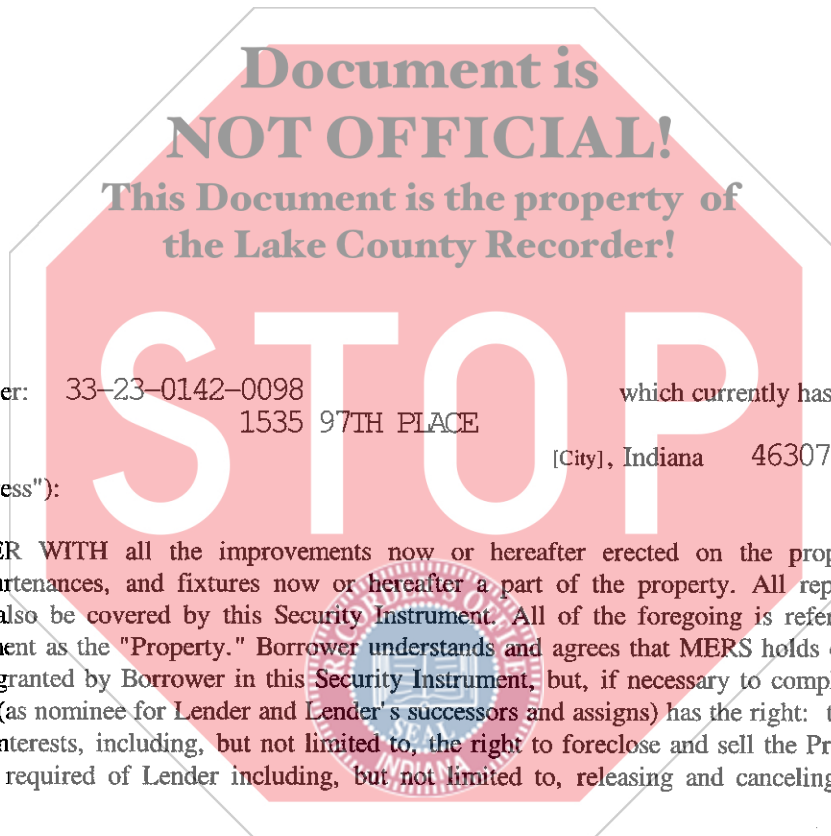 Document is
NOT OFFICIAL!
This Document is the property of
the Lake County Recorder!
STOP
er: 33-23-0142-0098 which currently has
1535 97TH PLACE
[City], Indiana 46307
ess"):
ER WITH all the improvements now or hereafter erected on the prop
rtenances, and fixtures now or hereafter a part of the property. All rep
also be covered by this Security Instrument. All of the foregoing is refer
ent as the "Property." Borrower understands and agrees that MERS holds
granted by Borrower in this Security Instrument, but, if necessary to compl
(as nominee for Lender and Lender's successors and assigns) has the right: t
nterests, including, but not limited to, the right to foreclose and sell the Pr
required of Lender including, but not limited to, releasing and canceling
SEAL
INDIANA